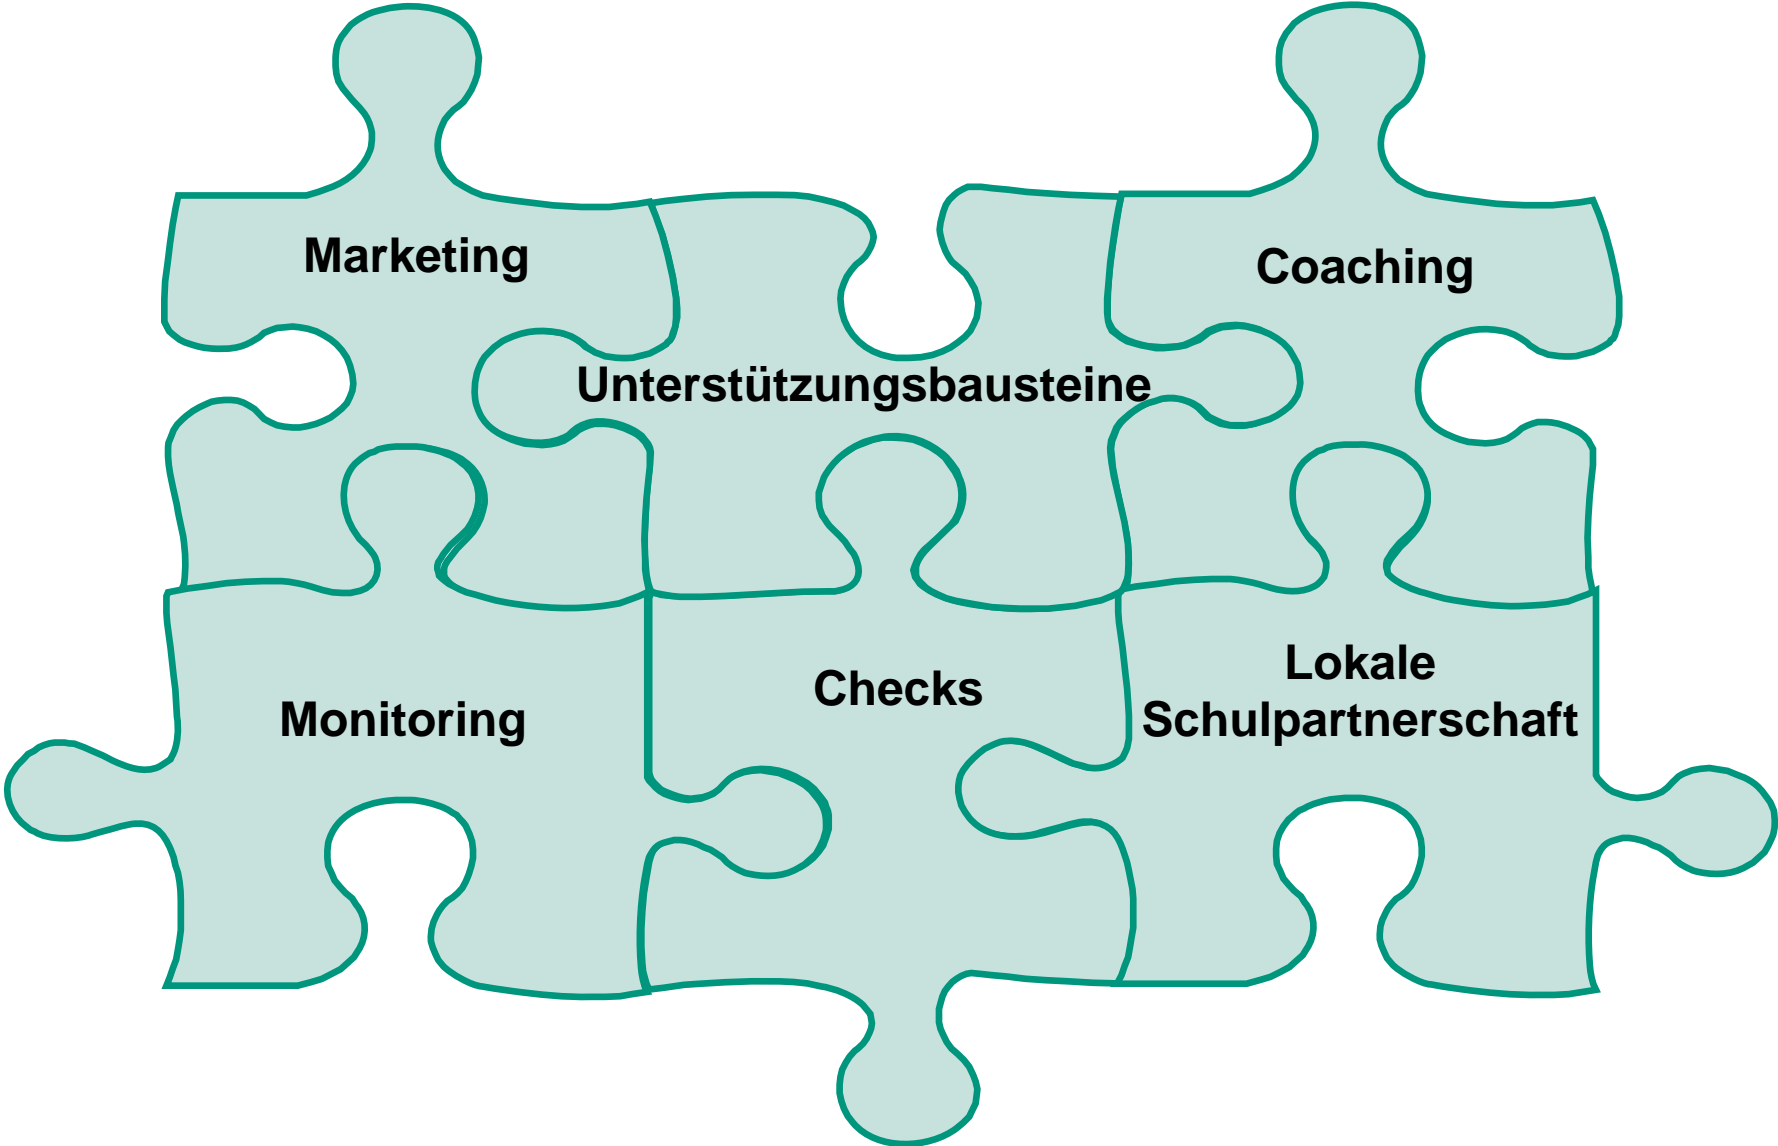 Marketing
Coaching
Unterstützungsbausteine
Monitoring
Checks
Lokale
Schulpartnerschaft